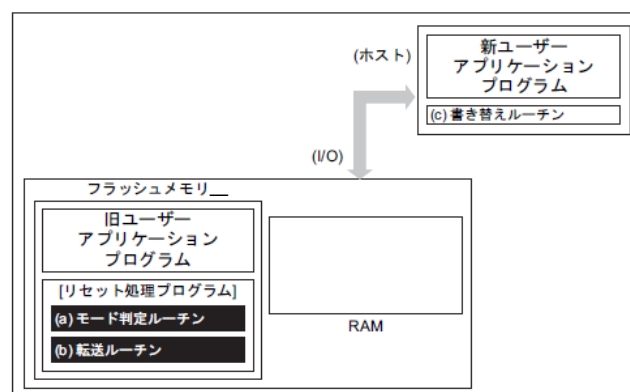 (ホスト)
新ユーザー
アプリケーション
プログラム
(c) 書き替えルーチン
(I/O)
フラッシュメモリ__
旧ユーザー
アプリケーション
プログラム
[リセット処理プログラム]
(a) モード判定ルーチン
(b) 転送ルーチン
RAM